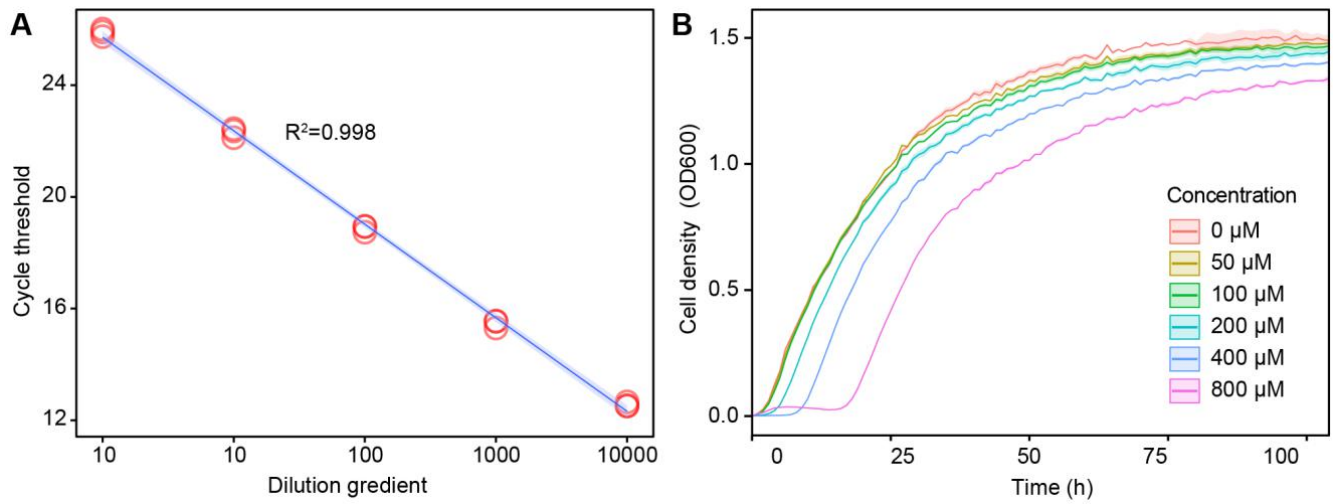 A
Cycle threshold
24
20
16
12
R²=0.998
10
10
100
1000
10000
Dilution gredient
B
Cell density (OD600)
1.5
1.0
0.5
0.0
Concentration
0 µM
50 µM
100 µM
200 µM
400 µM
800 µM
0
25
50
75
100
Time (h)